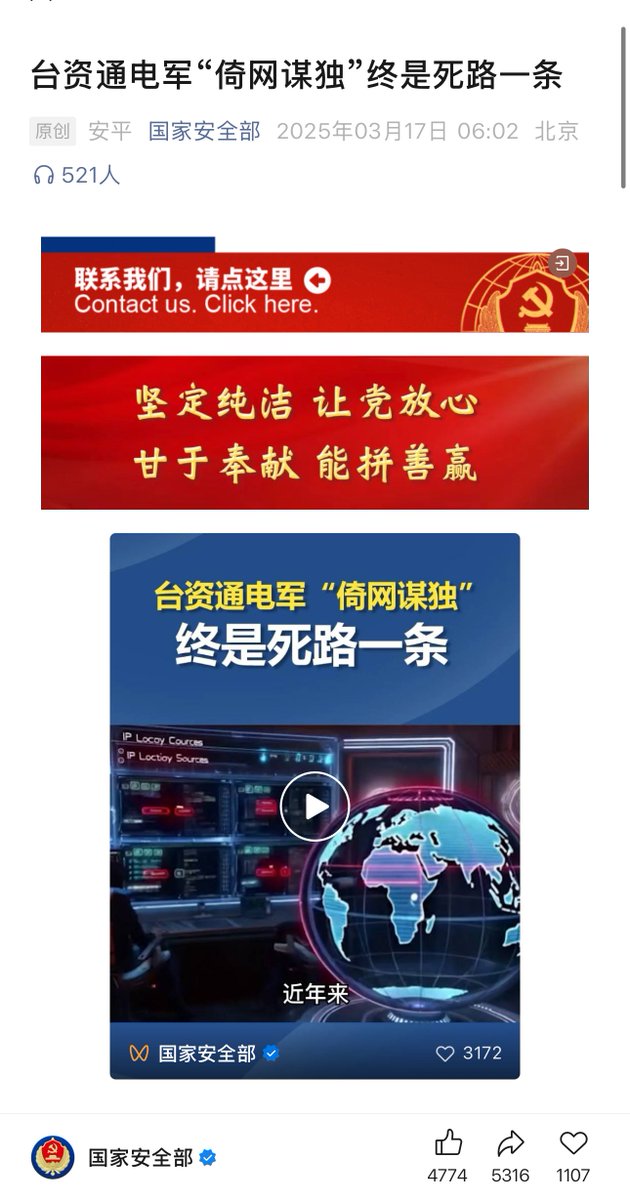 台资通电军“倚网谋独”终是死路一条
原创 安平 国家安全部 2025年03月17日 06:02 北京
521人
联系我们，请点这里
Contact us. Click here.
坚定纯洁 让党放心
甘于奉献 能拼善赢
台资通电军“倚网谋独”
终是死路一条
IP Locoy Cources
IP Loctioy Sources
近年来
国家安全部 3172
国家安全部
4774 5316 1107